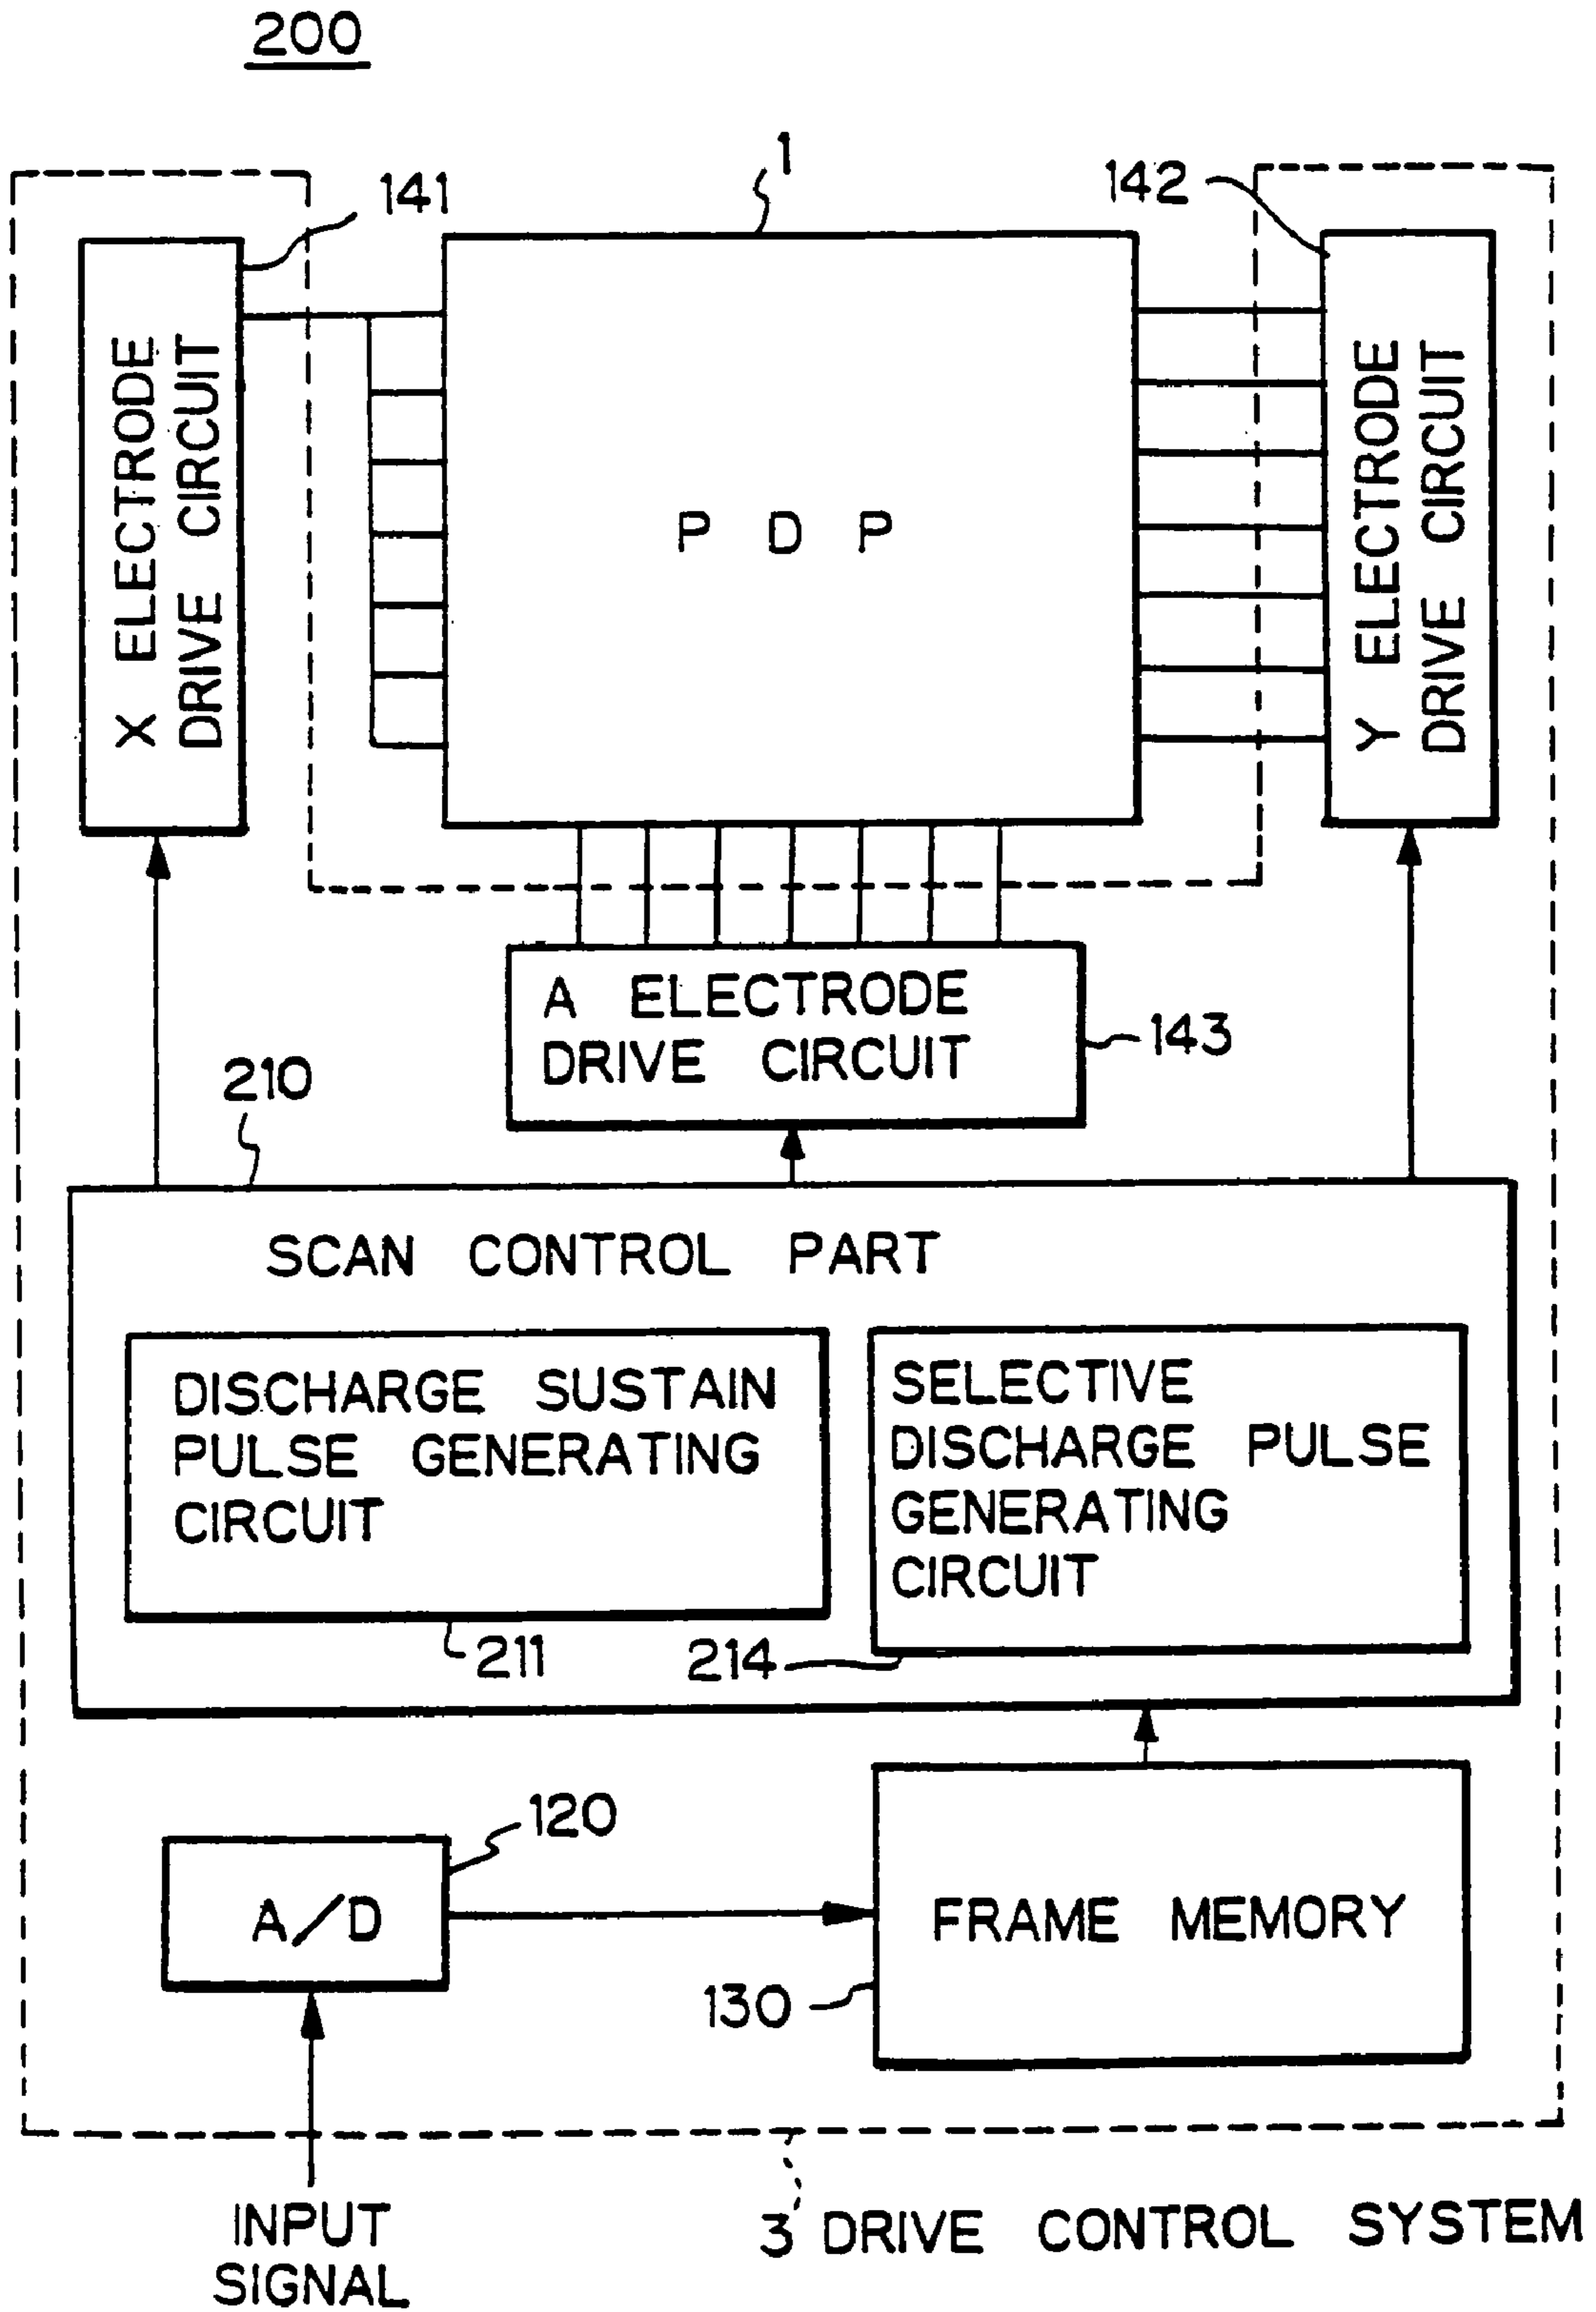 200
1
141
142
X ELECTRODE
DRIVE CIRCUIT
P D P
Y ELECTRODE
DRIVE CIRCUIT
A ELECTRODE
DRIVE CIRCUIT
143
210
SCAN CONTROL PART
DISCHARGE SUSTAIN
PULSE GENERATING
CIRCUIT
SELECTIVE
DISCHARGE PULSE
GENERATING
CIRCUIT
211
214
120
A/D
FRAME MEMORY
130
INPUT
SIGNAL
3 DRIVE CONTROL SYSTEM